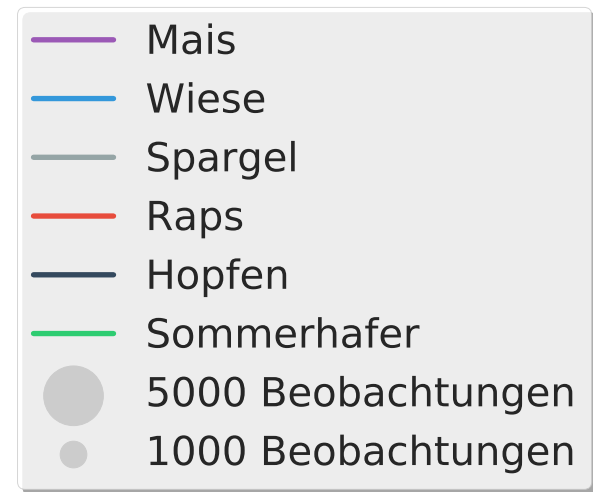 Mais
Wiese
Spargel
Raps
Hopfen
Sommerhafer
5000 Beobachtungen
1000 Beobachtungen